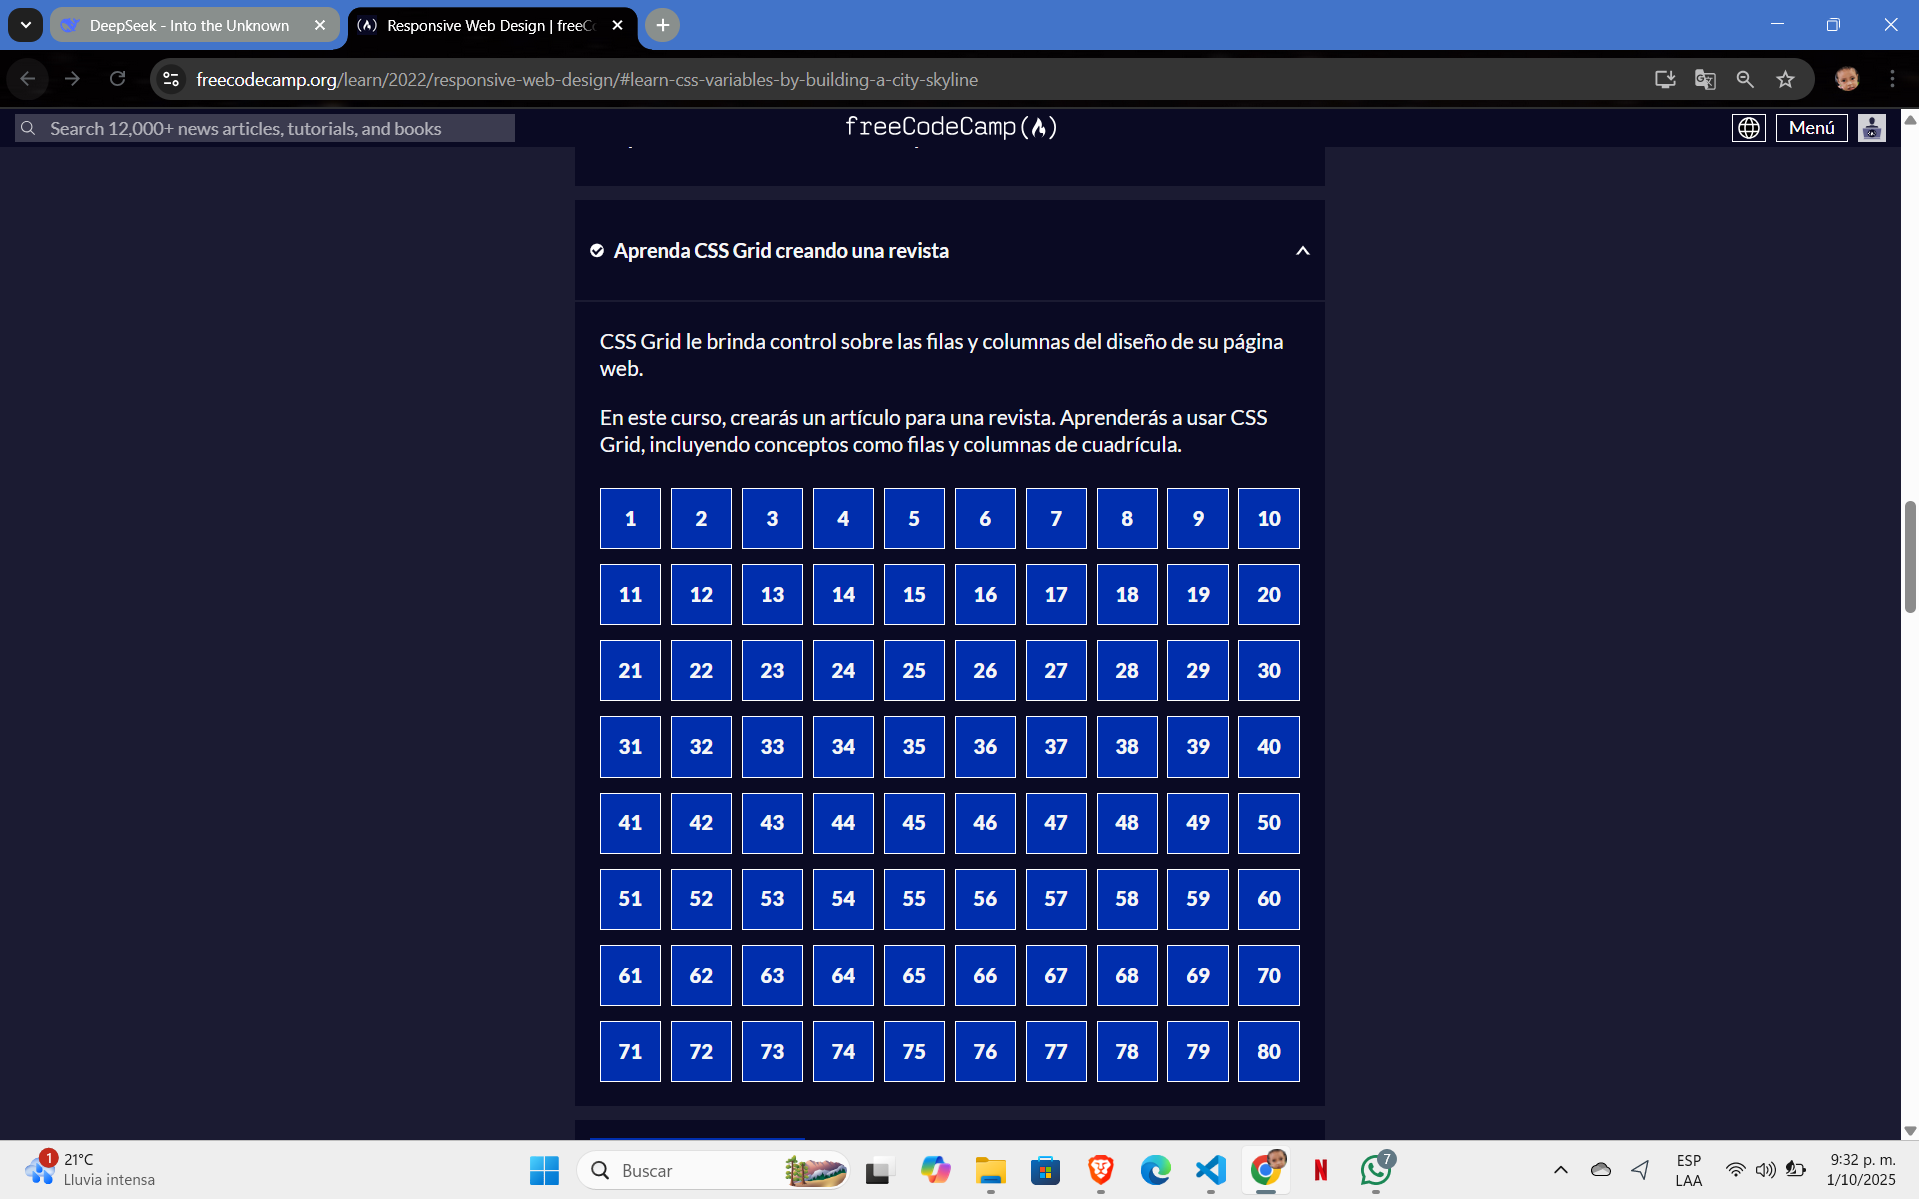 DeepSeek - Into the Unknown
Responsive Web Design | freeC
freecodecamp.org/learn/2022/responsive-web-design/#learn-css-variables-by-building-a-city-skyline
Search 12,000+ news articles, tutorials, and books
freeCodeCamp
Menú
Aprenda CSS Grid creando una revista
CSS Grid le brinda control sobre las filas y columnas del diseño de su página
web.
En este curso, crearás un artículo para una revista. Aprenderás a usar CSS
Grid, incluyendo conceptos como filas y columnas de cuadrícula.
1 2 3 4 5 6 7 8 9 10
11 12 13 14 15 16 17 18 19 20
21 22 23 24 25 26 27 28 29 30
31 32 33 34 35 36 37 38 39 40
41 42 43 44 45 46 47 48 49 50
51 52 53 54 55 56 57 58 59 60
61 62 63 64 65 66 67 68 69 70
71 72 73 74 75 76 77 78 79 80
1
21°C
Lluvia intensa
Buscar
N
7
ESP
LAA
9:32 p. m.
1/10/2025